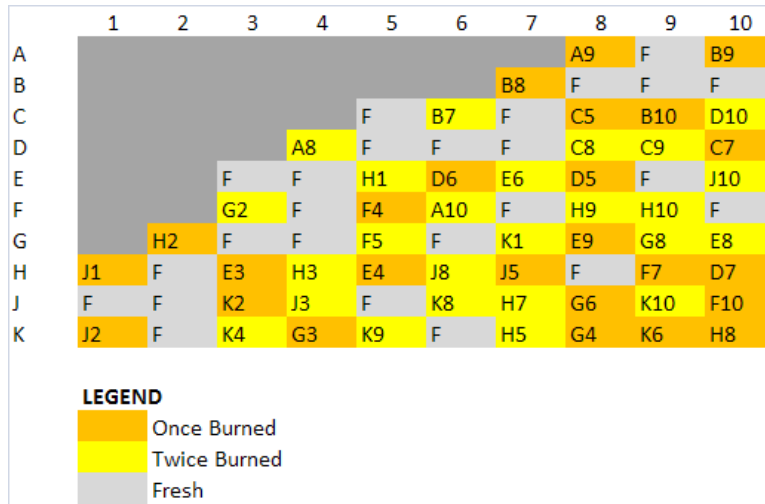 1 2 3 4 5 6 7 8 9 10
A A9 F B9
B B8 F F F
C F B7 F C5 B10 D10
D A8 F F F C8 C9 C7
E F F H1 D6 E6 D5 F J10
F G2 F F4 A10 F H9 H10 F
G H2 F F F5 F K1 E9 G8 E8
H J1 F E3 H3 E4 J8 J5 F F7 D7
J F F K2 J3 F K8 H7 G6 K10 F10
K J2 F K4 G3 K9 F H5 G4 K6 H8
LEGEND
Once Burned
Twice Burned
Fresh